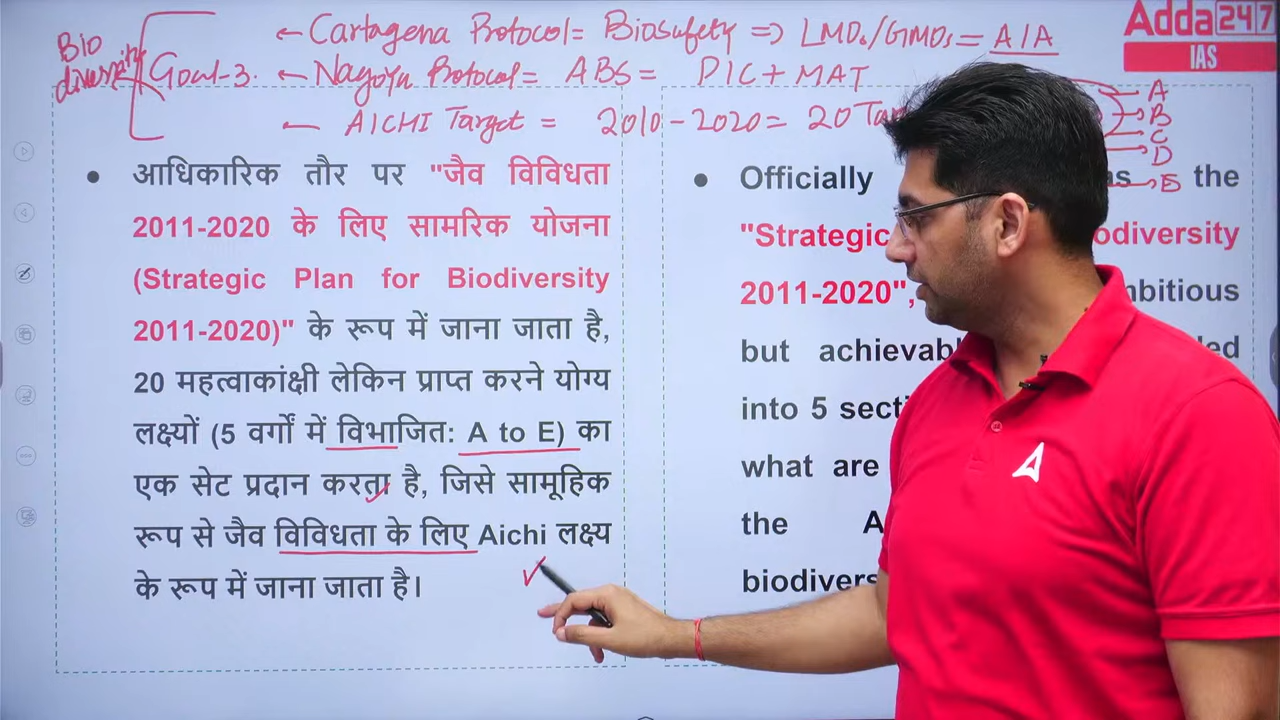 Adda247
IAS
Bio
diversity
← Cartagena Protocol = Biosafety => LMOs/GMOs = AIA
Goal-3. ← Nagoya Protocol = ABS = PIC + MAT
← AICHI Target = 2010-2020 = 20 Tar
A
B
C
D
E
• आधिकारिक तौर पर "जैव विविधता
2011-2020 के लिए सामरिक योजना
(Strategic Plan for Biodiversity
2011-2020)" के रूप में जाना जाता है,
20 महत्वाकांक्षी लेकिन प्राप्त करने योग्य
लक्ष्यों (5 वर्गों में विभाजित: A to E) का
एक सेट प्रदान करता है, जिसे सामूहिक
रूप से जैव विविधता के लिए Aichi लक्ष्य
के रूप में जाना जाता है।
• Officially as the
"Strategic odiversity
2011-2020", mbitious
but achievabl ded
into 5 secti
what are
the A
biodivers